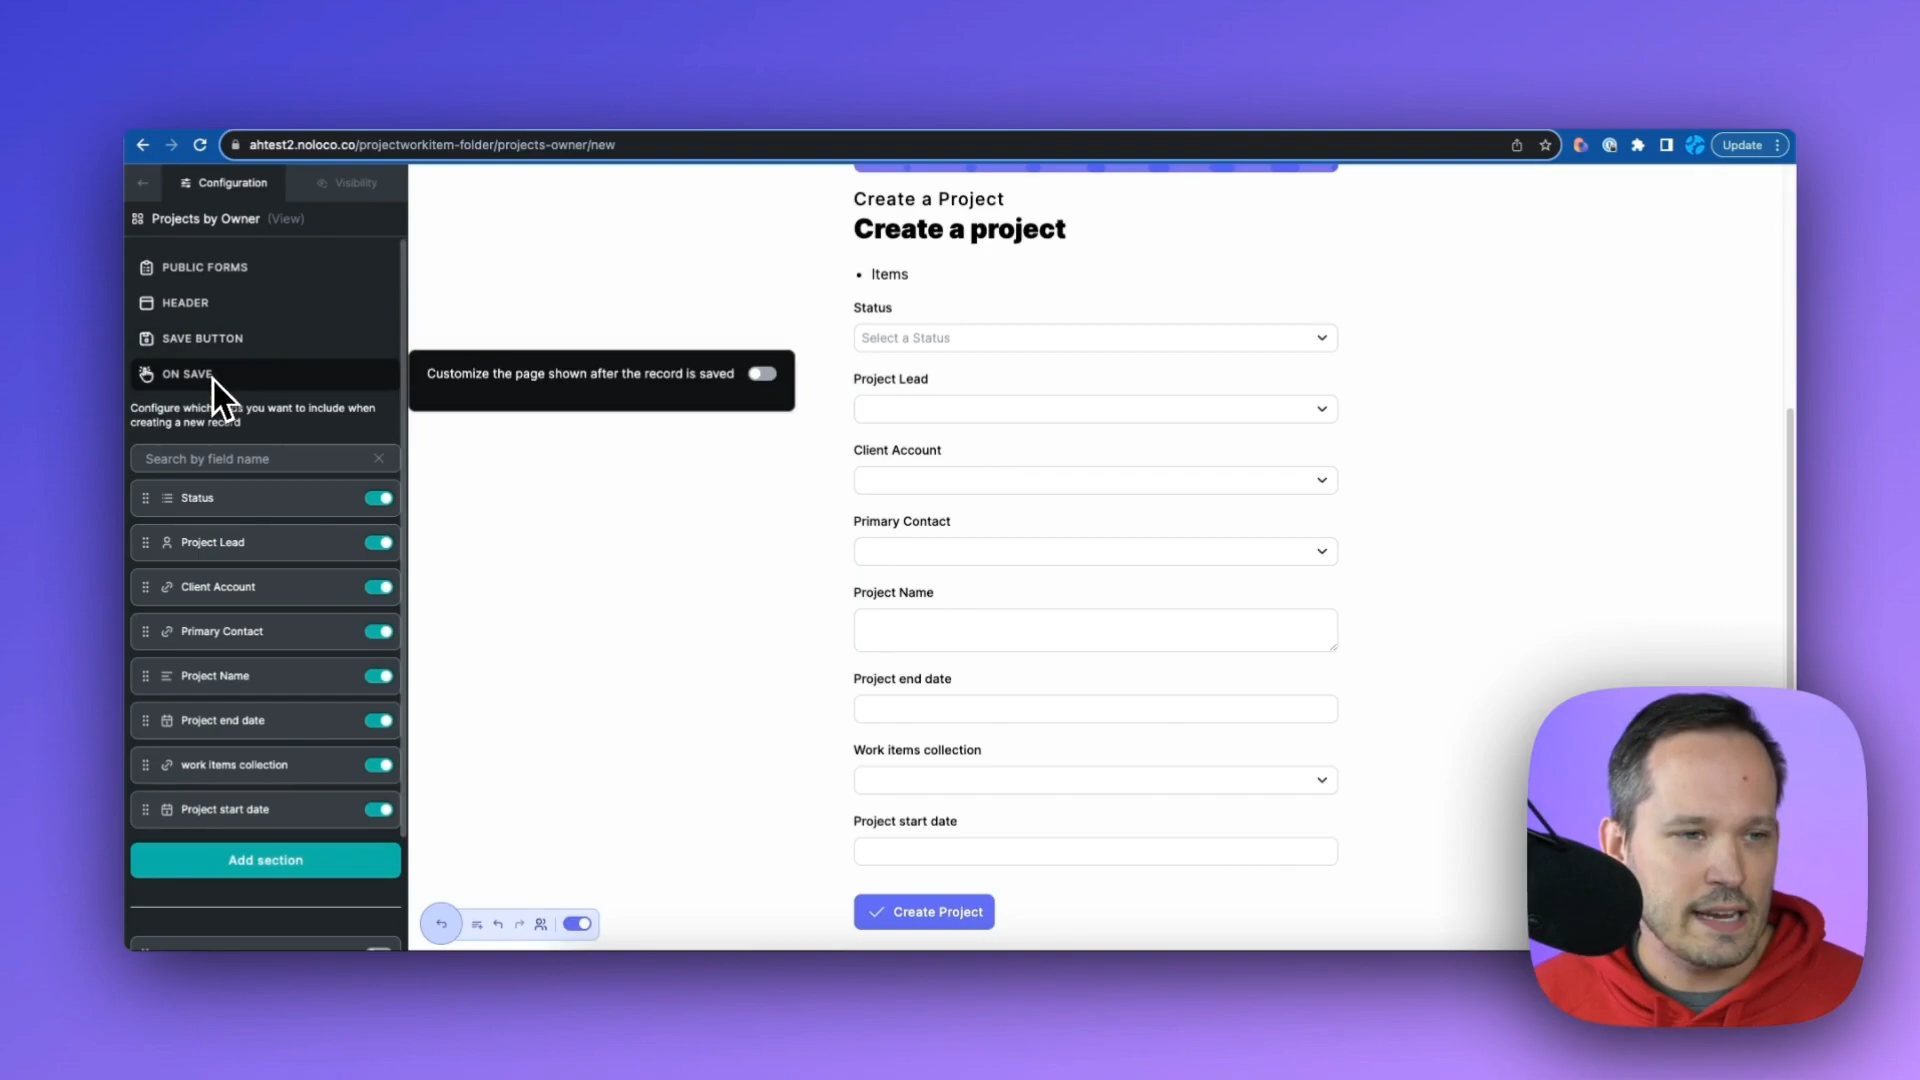 ahtest2.noloco.co/projectworkitem-folder/projects-owner/new
Update
Configuration
Visibility
Projects by Owner (View)
PUBLIC FORMS
HEADER
SAVE BUTTON
ON SAVE
Customize the page shown after the record is saved
Configure which you want to include when
creating a new record
Search by field name
Status
Project Lead
Client Account
Primary Contact
Project Name
Project end date
work items collection
Project start date
Add section
Create a Project
Create a project
• Items
Status
Select a Status
Project Lead
Client Account
Primary Contact
Project Name
Project end date
Work items collection
Project start date
Create Project